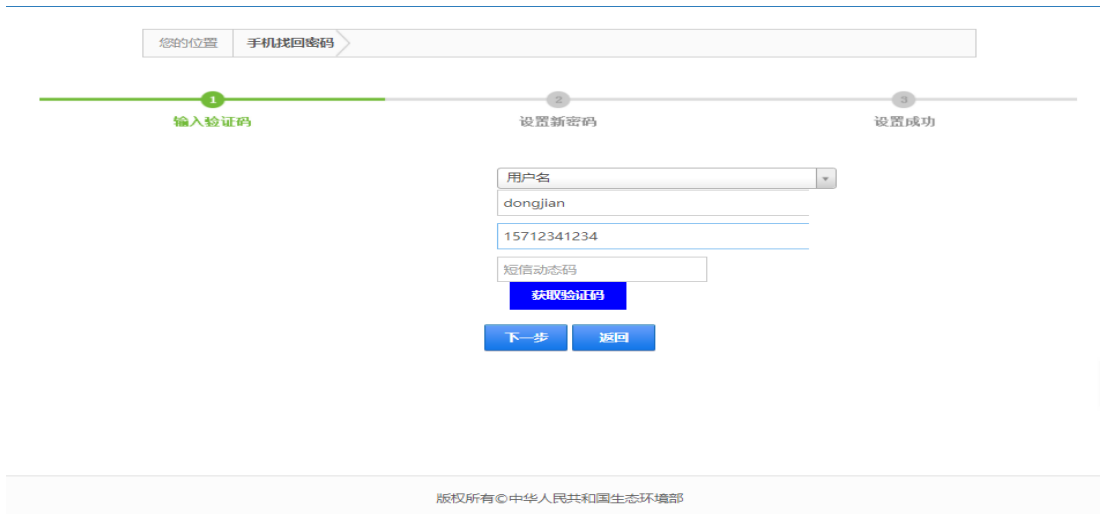 您的位置 手机找回密码
1 2 3
输入验证码 设置新密码 设置成功
用户名
dongjian
15712341234
短信动态码
获取验证码
下一步 返回
版权所有©中华人民共和国生态环境部